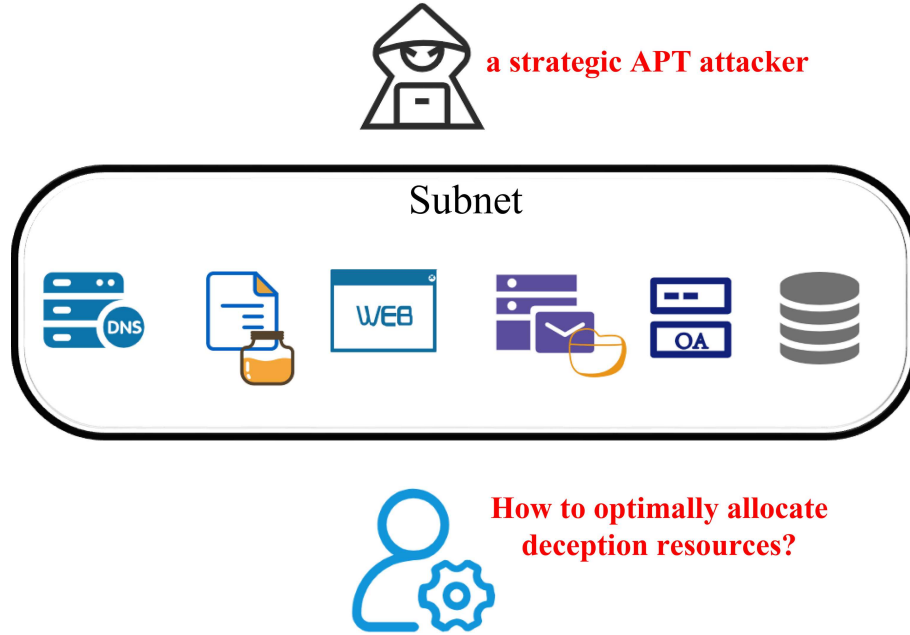 a strategic APT attacker
Subnet
DNS
WEB
OA
How to optimally allocate
deception resources?